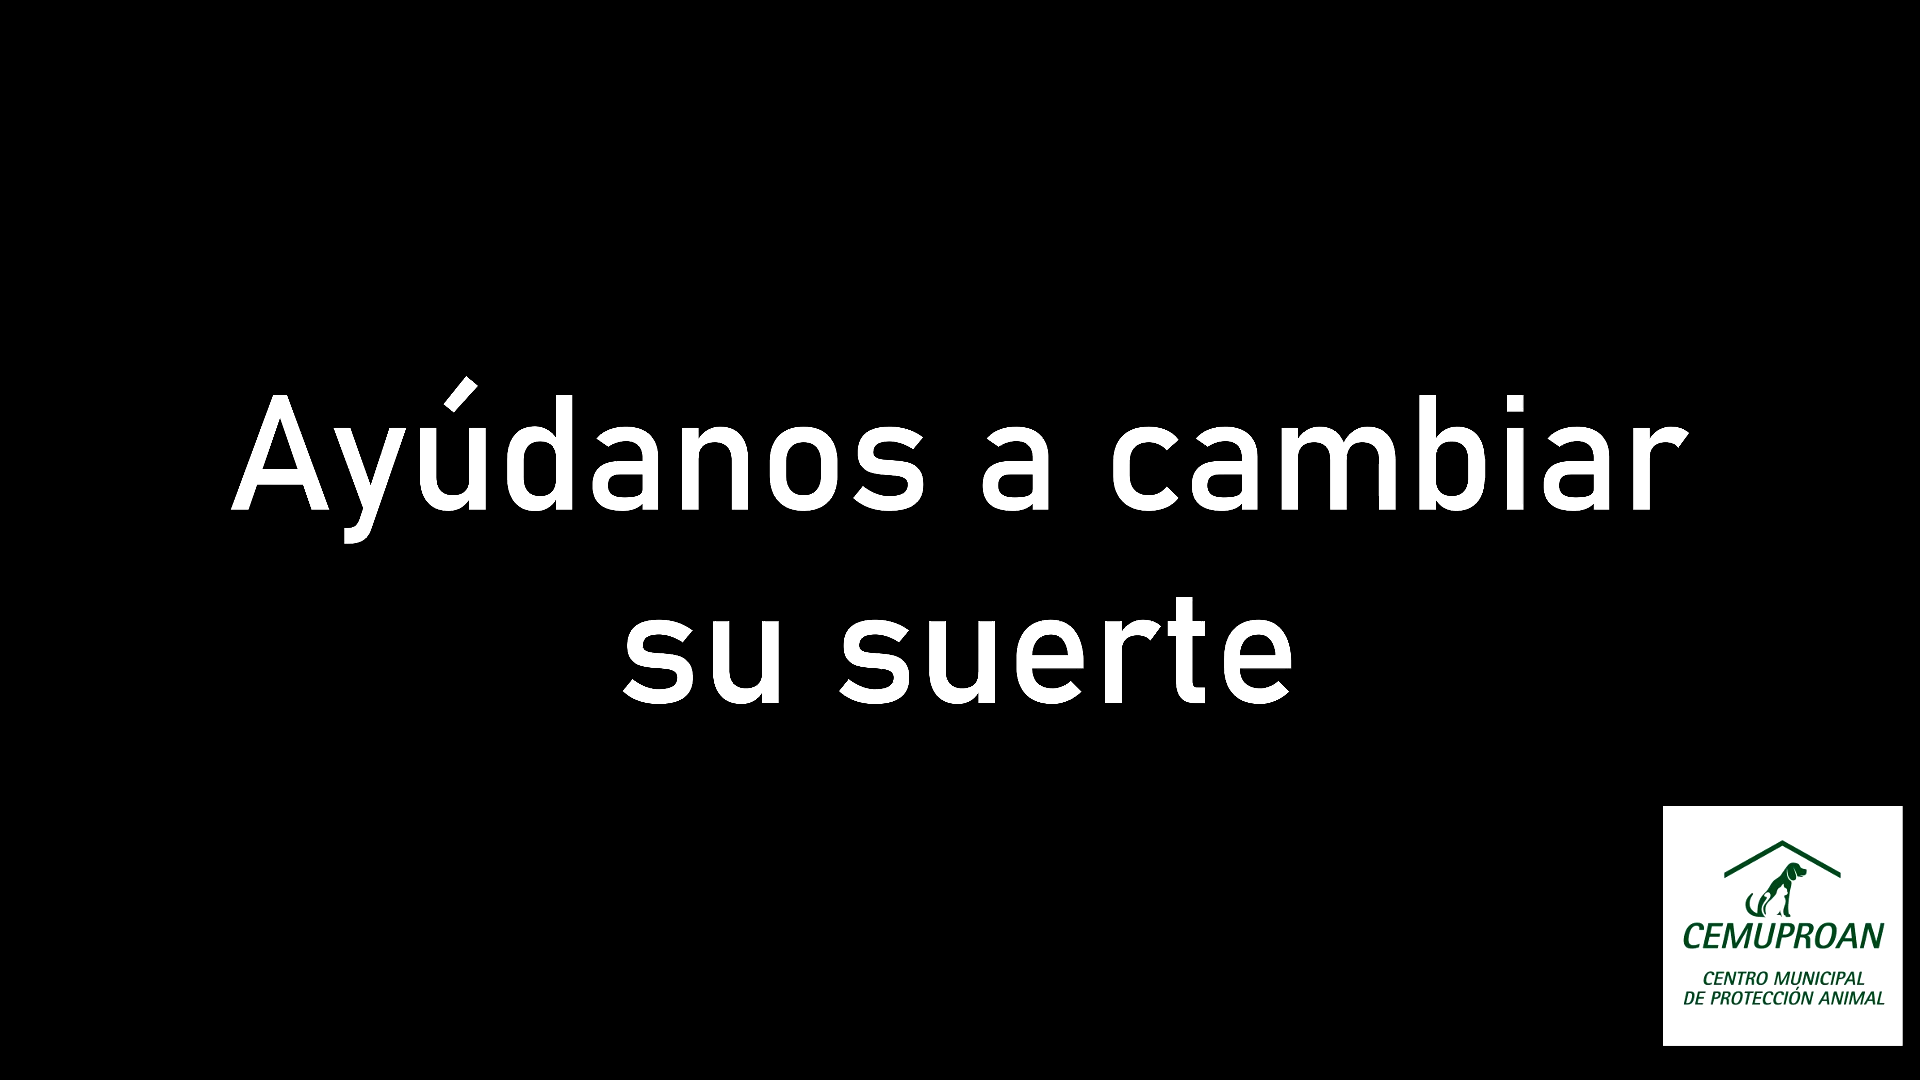 Ayúdanos a cambiar
su suerte
CEMUPROAN
CENTRO MUNICIPAL
DE PROTECCIÓN ANIMAL